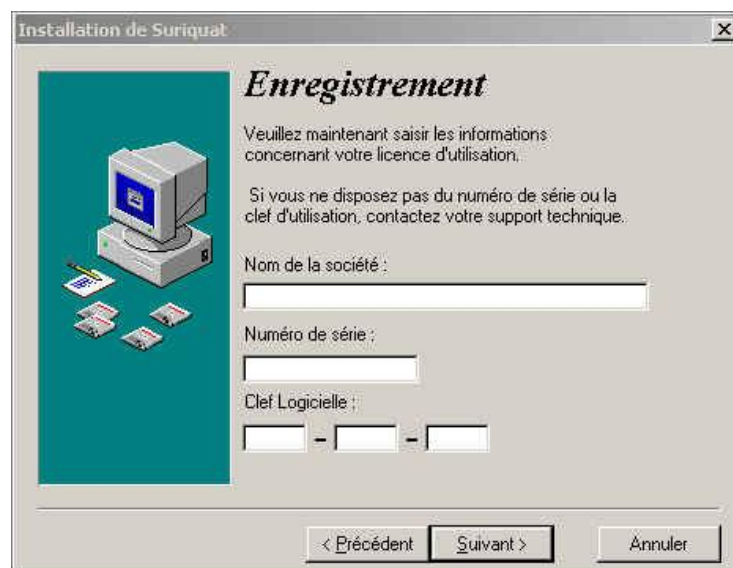 Installation de Suriquat
Enregistrement
Veuillez maintenant saisir les informations
concernant votre licence d'utilisation.
Si vous ne disposez pas du numéro de série ou la
clef d'utilisation, contactez votre support technique.
Nom de la société :
Numéro de série :
Clef Logicielle :
– –
< Précédent Suivant > Annuler